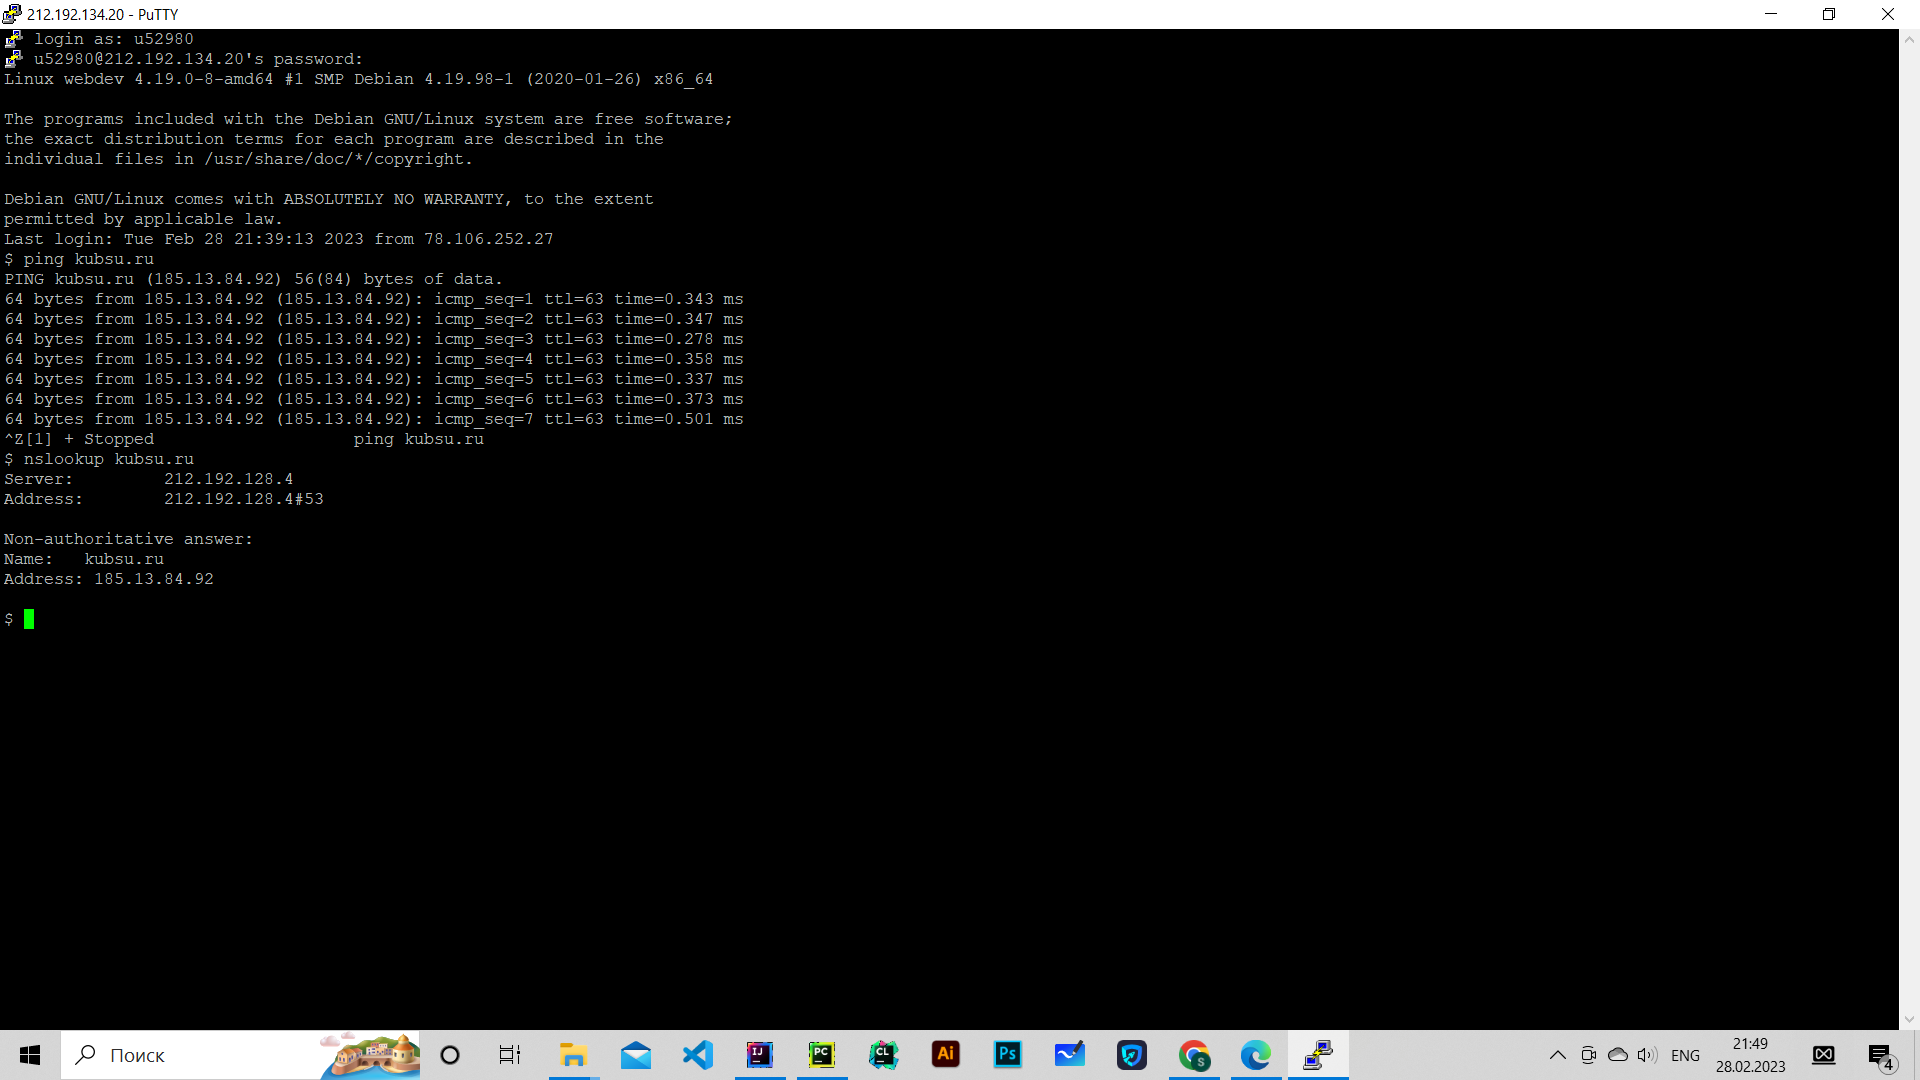 212.192.134.20 - PuTTY
login as: u52980
u52980@212.192.134.20's password:
Linux webdev 4.19.0-8-amd64 #1 SMP Debian 4.19.98-1 (2020-01-26) x86_64
The programs included with the Debian GNU/Linux system are free software;
the exact distribution terms for each program are described in the
individual files in /usr/share/doc/*/copyright.
Debian GNU/Linux comes with ABSOLUTELY NO WARRANTY, to the extent
permitted by applicable law.
Last login: Tue Feb 28 21:39:13 2023 from 78.106.252.27
$ ping kubsu.ru
PING kubsu.ru (185.13.84.92) 56(84) bytes of data.
64 bytes from 185.13.84.92 (185.13.84.92): icmp_seq=1 ttl=63 time=0.343 ms
64 bytes from 185.13.84.92 (185.13.84.92): icmp_seq=2 ttl=63 time=0.347 ms
64 bytes from 185.13.84.92 (185.13.84.92): icmp_seq=3 ttl=63 time=0.278 ms
64 bytes from 185.13.84.92 (185.13.84.92): icmp_seq=4 ttl=63 time=0.358 ms
64 bytes from 185.13.84.92 (185.13.84.92): icmp_seq=5 ttl=63 time=0.337 ms
64 bytes from 185.13.84.92 (185.13.84.92): icmp_seq=6 ttl=63 time=0.373 ms
64 bytes from 185.13.84.92 (185.13.84.92): icmp_seq=7 ttl=63 time=0.501 ms
^Z[1] + Stopped                    ping kubsu.ru
$ nslookup kubsu.ru
Server:         212.192.128.4
Address:        212.192.128.4#53
Non-authoritative answer:
Name:   kubsu.ru
Address: 185.13.84.92
$
Поиск
IJ
PC
CL
Ai
Ps
S
ENG
21:49
28.02.2023
4